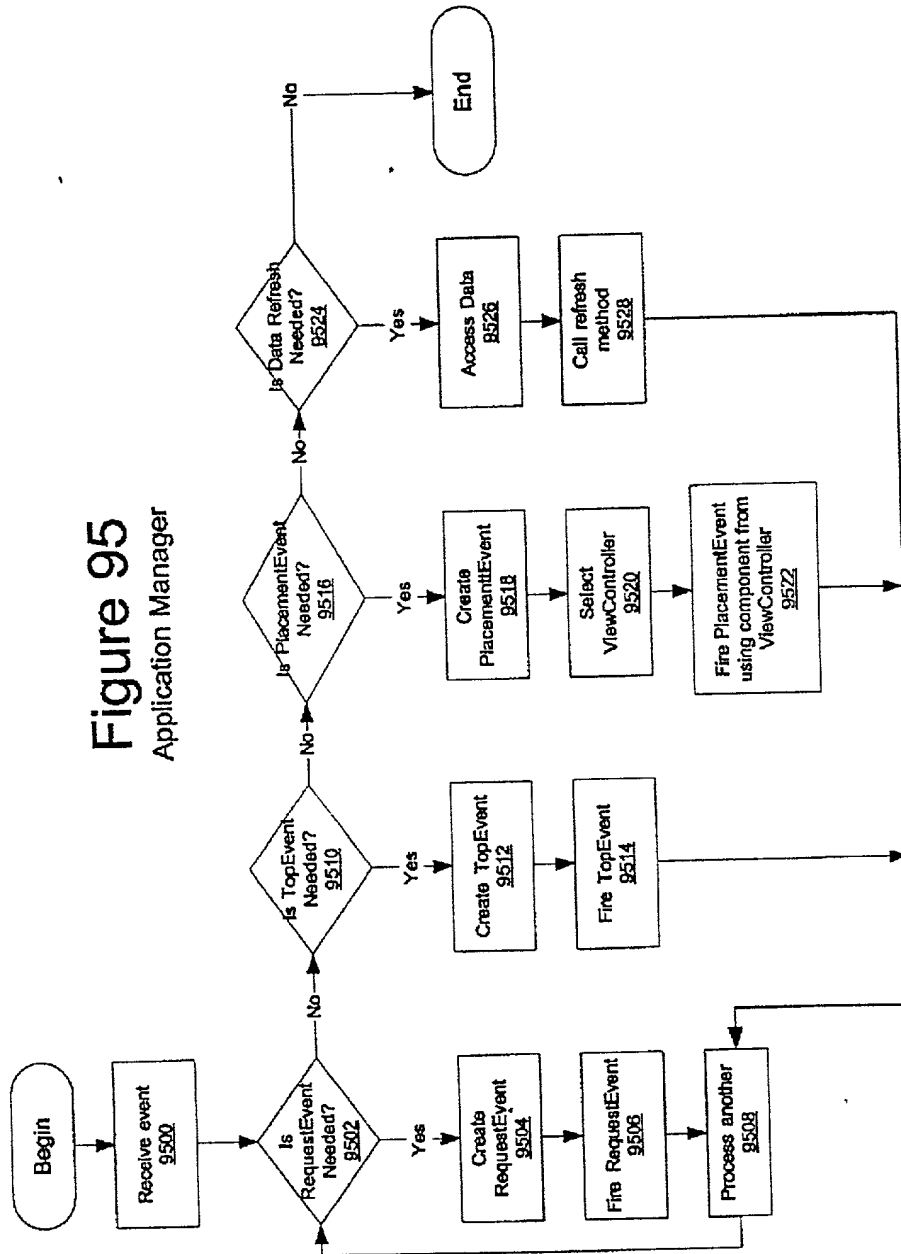 Figure 95
Application Manager
Begin
Receive event
9500
Is
RequestEvent
Needed?
9502
Yes
No
Create
RequestEvent
9504
Fire RequestEvent
9506
Process another
9508
Is TopEvent
Needed?
9510
Yes
No
Create TopEvent
9512
Fire TopEvent
9514
Is PlacementEvent
Needed?
9516
Yes
No
Create
PlacementtEvent
9518
Select
ViewController
9520
Fire PlacementEvent
using component from
ViewController
9522
Is Data Refresh
Needed?
9524
Yes
No
Access Data
9526
Call refresh
method
9528
End